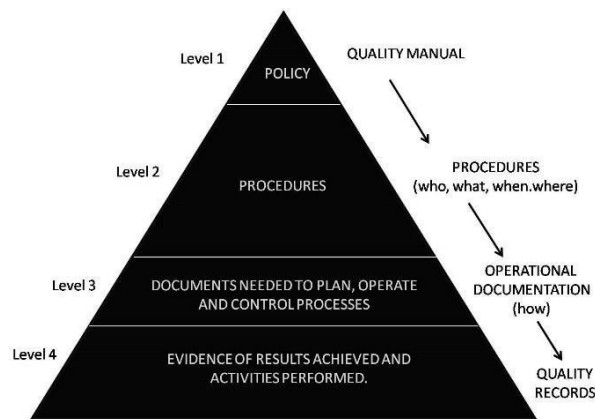 Level 1
POLICY
QUALITY MANUAL
Level 2
PROCEDURES
PROCEDURES
(who, what, when.where)
Level 3
DOCUMENTS NEEDED TO PLAN, OPERATE
AND CONTROL PROCESSES
OPERATIONAL
DOCUMENTATION
(how)
Level 4
EVIDENCE OF RESULTS ACHIEVED AND
ACTIVITIES PERFORMED.
QUALITY
RECORDS